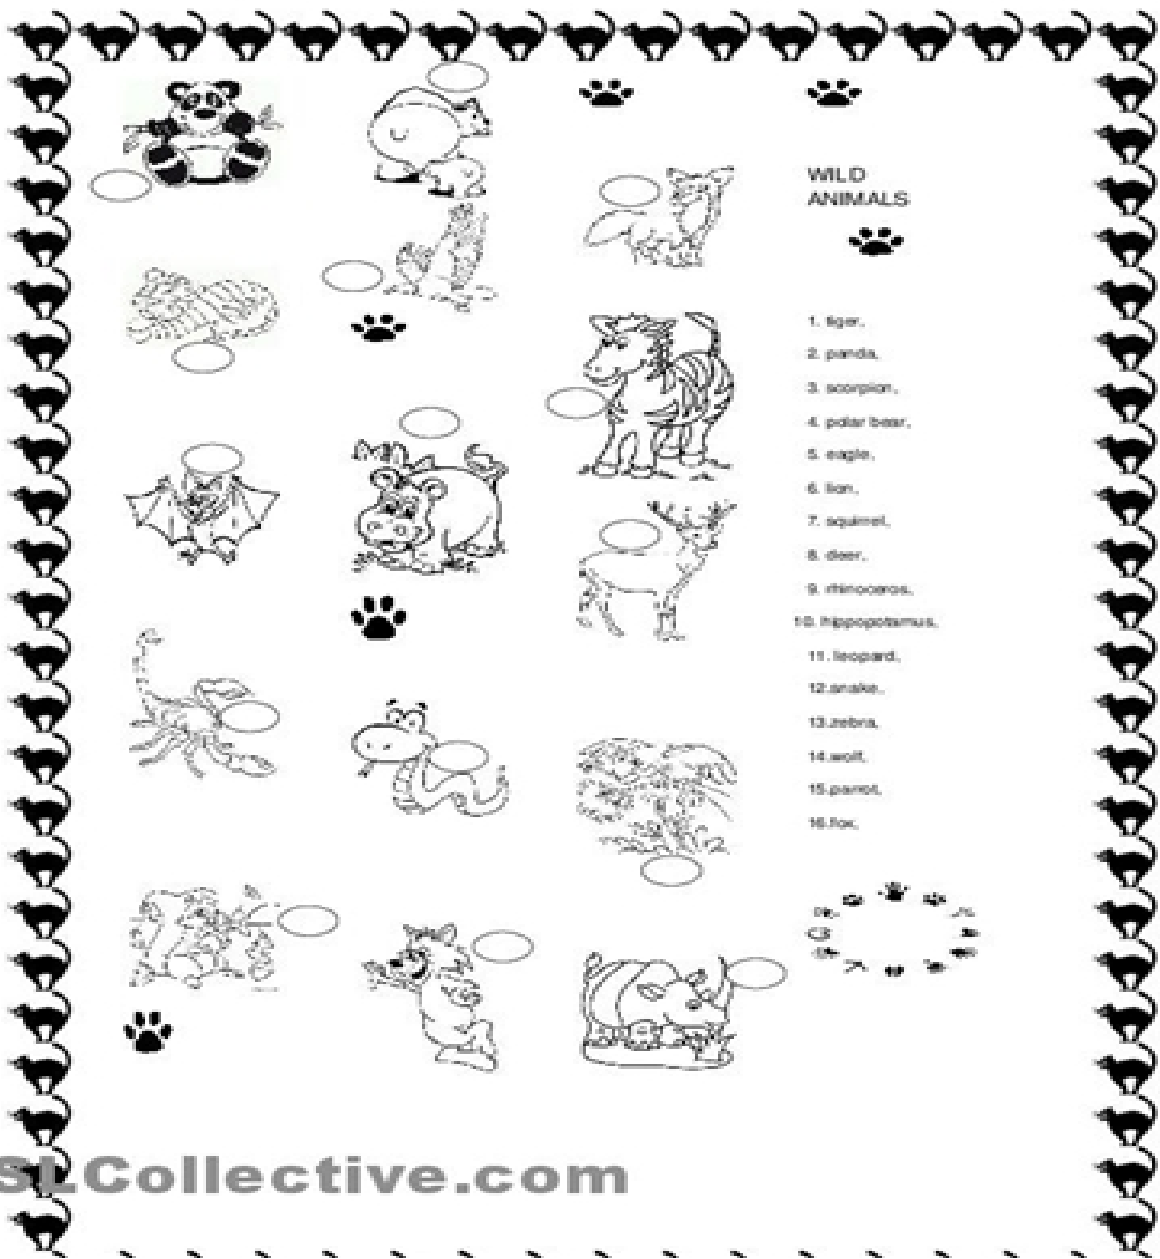 WILD
ANIMALS
1. tiger,
2. panda,
3. scorpion,
4. polar bear,
5. eagle,
6. lion,
7. squirrel,
8. deer,
9. rhinoceros,
10. hippopotamus,
11. leopard,
12.snake,
13.zebra,
14.wolf,
15.parrot,
16.fox,
SLCollective.com